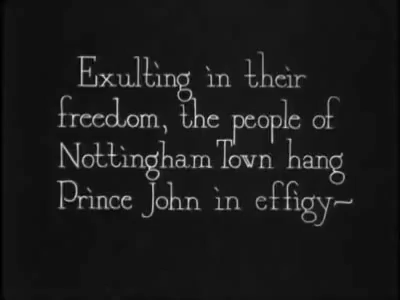 Exulting in their
freedom, the people of
Nottingham Town hang
Prince John in effigy~